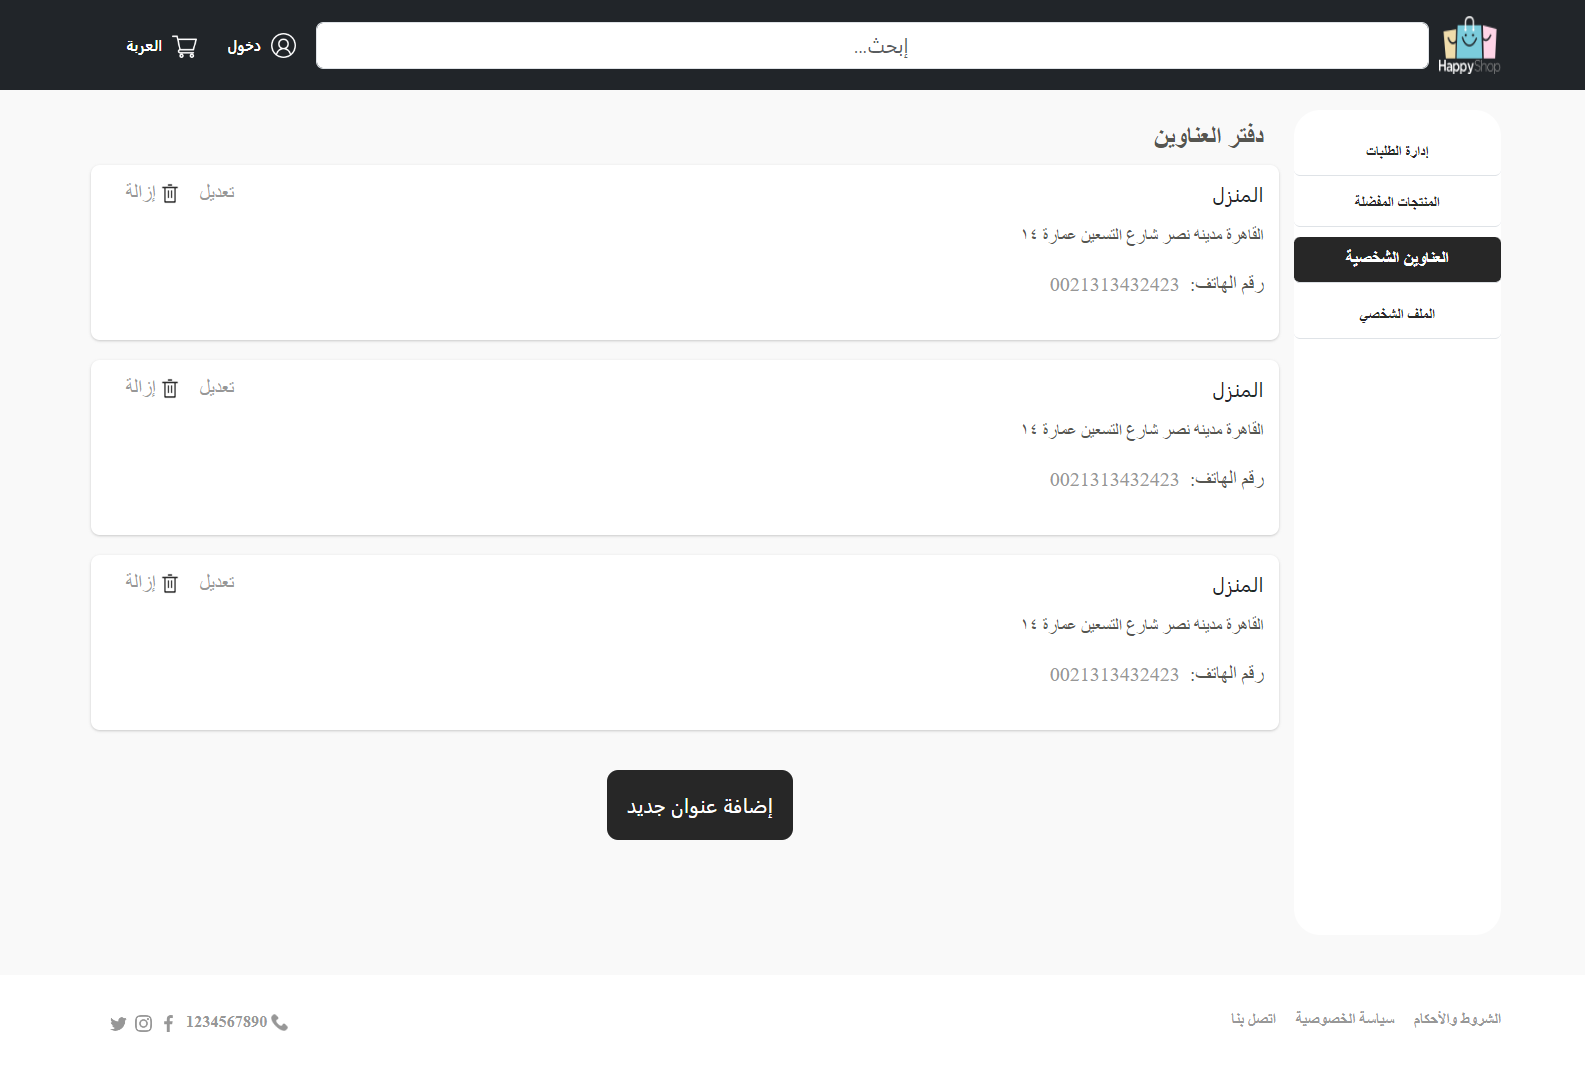 HappyShop
إبحث...
دخول
العربة
إدارة الطلبات
المنتجات المفضلة
العناوين الشخصية
الملف الشخصي
دفتر العناوين
المنزل
تعديل
إزالة
القاهرة مدينه نصر شارع التسعين عمارة ١٤
رقم الهاتف: 0021313432423
المنزل
تعديل
إزالة
القاهرة مدينه نصر شارع التسعين عمارة ١٤
رقم الهاتف: 0021313432423
المنزل
تعديل
إزالة
القاهرة مدينه نصر شارع التسعين عمارة ١٤
رقم الهاتف: 0021313432423
إضافة عنوان جديد
الشروط والأحكام
سياسة الخصوصية
اتصل بنا
1234567890